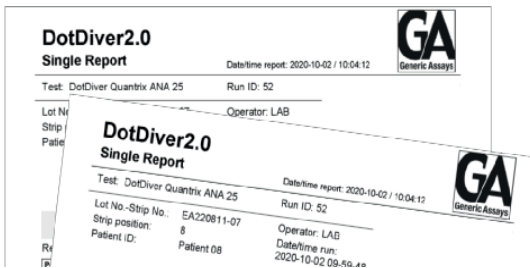 DotDiver2.0
Single Report
Date/time report: 2020-10-02 / 10:04:12
GA
Generic Assays
Test: DotDiver Quantrix ANA 25
Run ID: 52
Lot
Operator: LAB
Strip
DotDiver2.0
Single Report
Date/time report: 2020-10-02 / 10:04:12
GA
Generic Assays
Test: DotDiver Quantrix ANA 25
Run ID: 52
Lot No.-Strip No.: EA220811-07
Operator: LAB
Strip position: 8
Date/time run:
Patient ID: Patient 08
2020-10-02 09:59:48